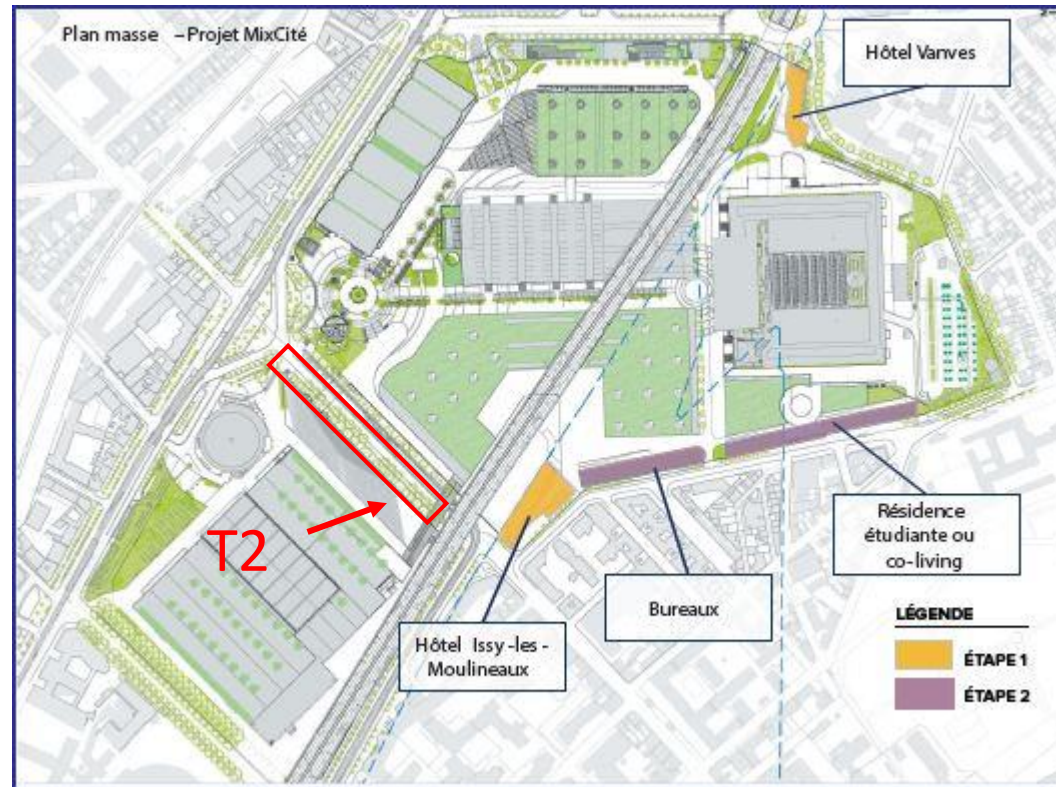 Plan masse – Projet MixCité
Hôtel Vanves
T2
Résidence
étudiante ou
co-living
Bureaux
Hôtel Issy-les-
Moulineaux
LÉGENDE
ÉTAPE 1
ÉTAPE 2